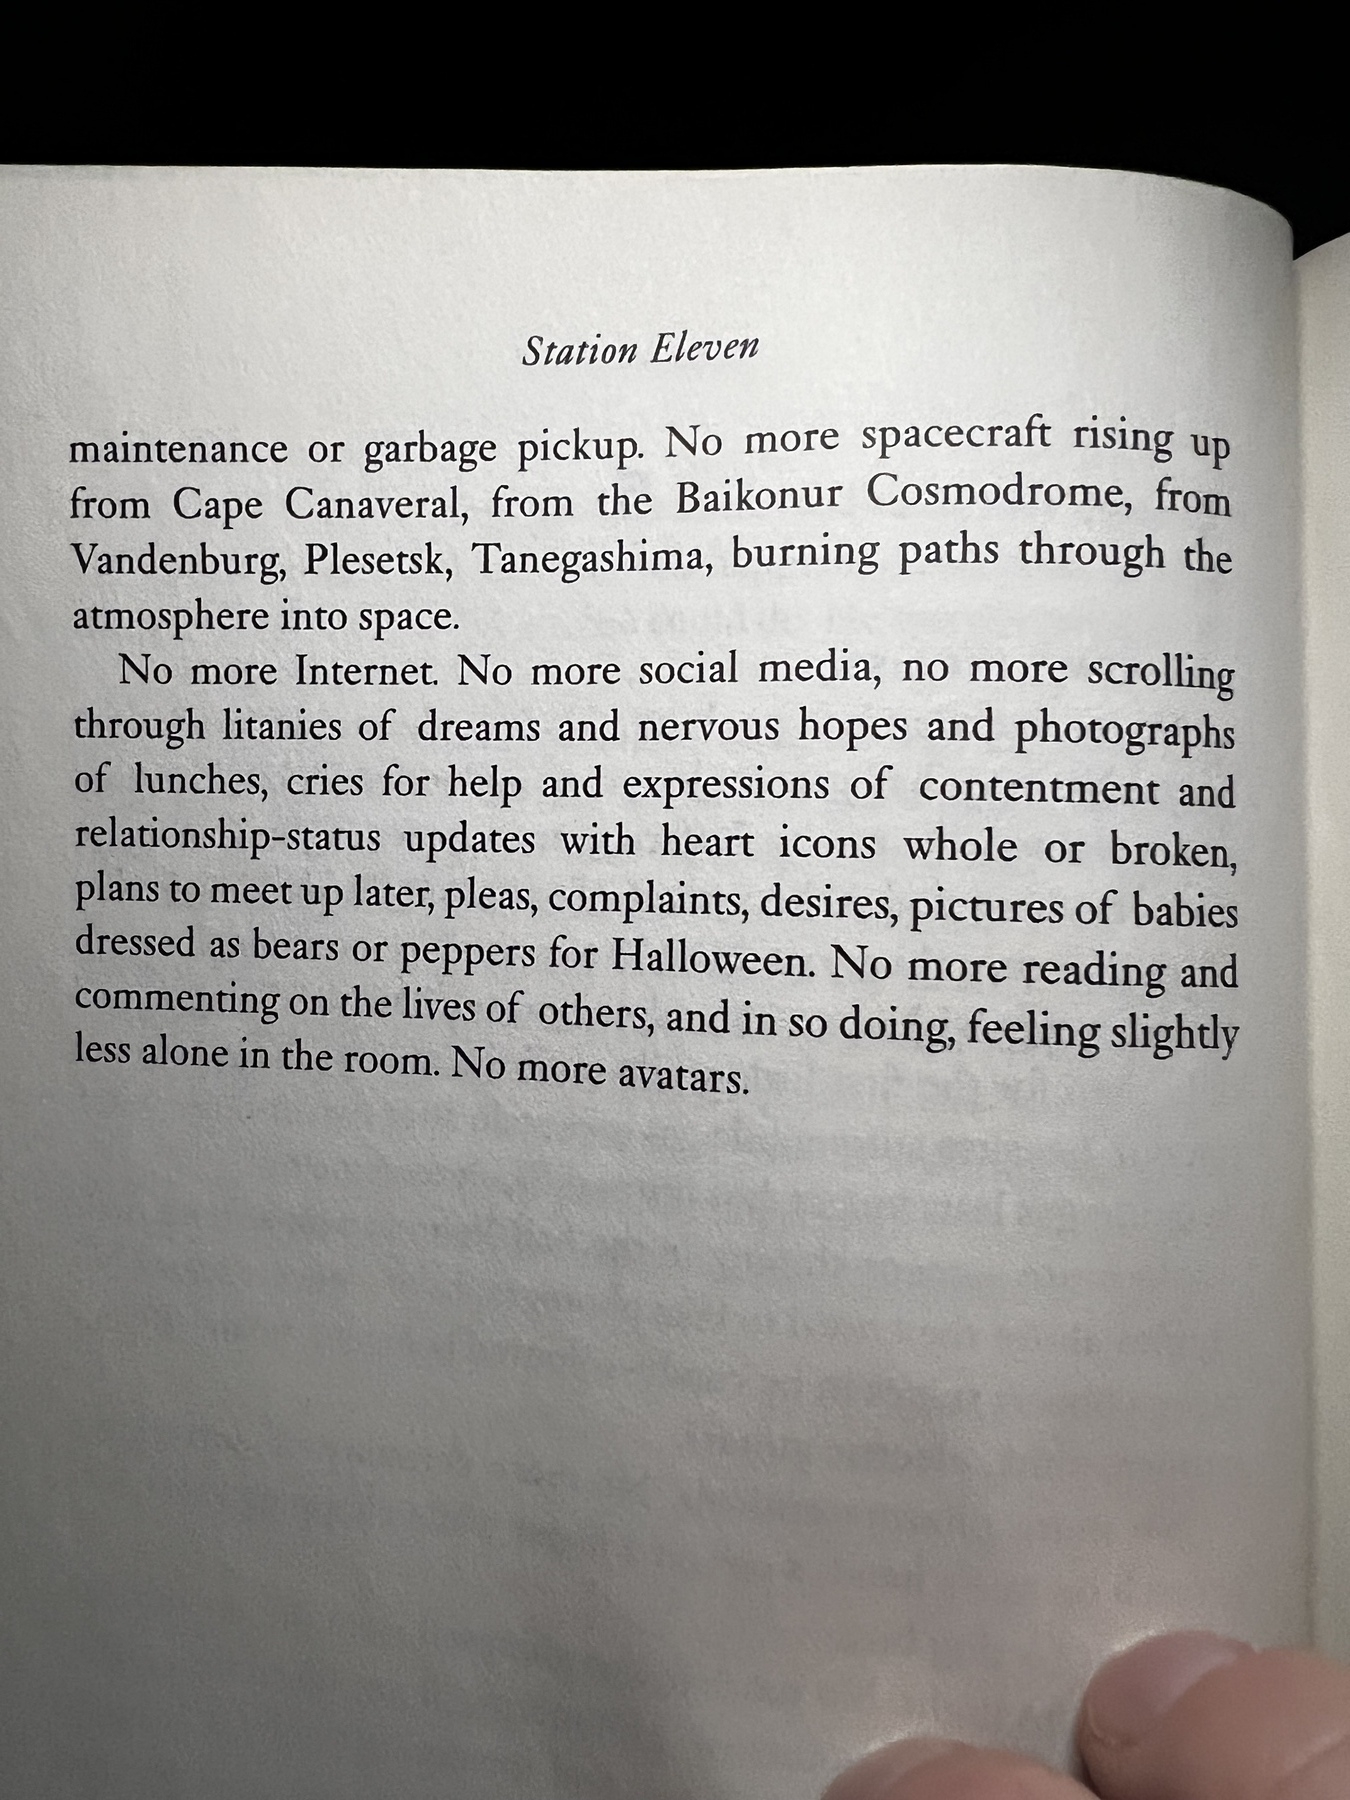 Station Eleven
maintenance or garbage pickup. No more spacecraft rising up
from Cape Canaveral, from the Baikonur Cosmodrome, from
Vandenburg, Plesetsk, Tanegashima, burning paths through the
atmosphere into space.
No more Internet. No more social media, no more scrolling
through litanies of dreams and nervous hopes and photographs
of lunches, cries for help and expressions of contentment and
relationship-status updates with heart icons whole or broken,
plans to meet up later, pleas, complaints, desires, pictures of babies
dressed as bears or peppers for Halloween. No more reading and
commenting on the lives of others, and in so doing, feeling slightly
less alone in the room. No more avatars.